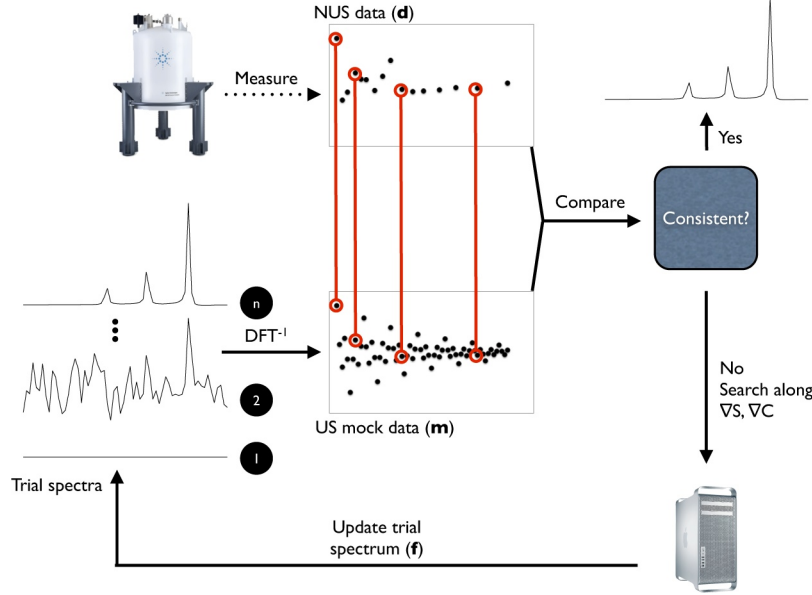 NUS data (d)
Measure
Yes
Compare
Consistent?
n
DFT-1
2
No
Search along
∇S, ∇C
US mock data (m)
1
Trial spectra
Update trial
spectrum (f)